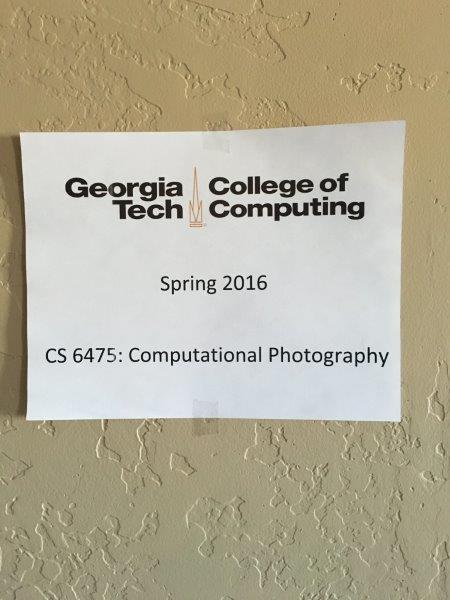 Georgia College of
Tech Computing
Spring 2016
CS 6475: Computational Photography